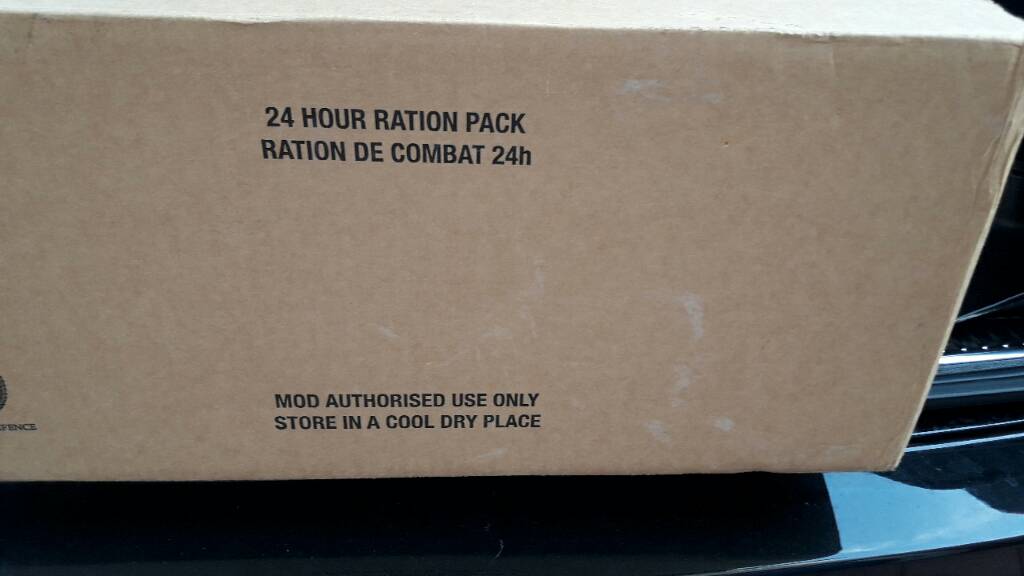 24 HOUR RATION PACK
RATION DE COMBAT 24h
MOD AUTHORISED USE ONLY
STORE IN A COOL DRY PLACE